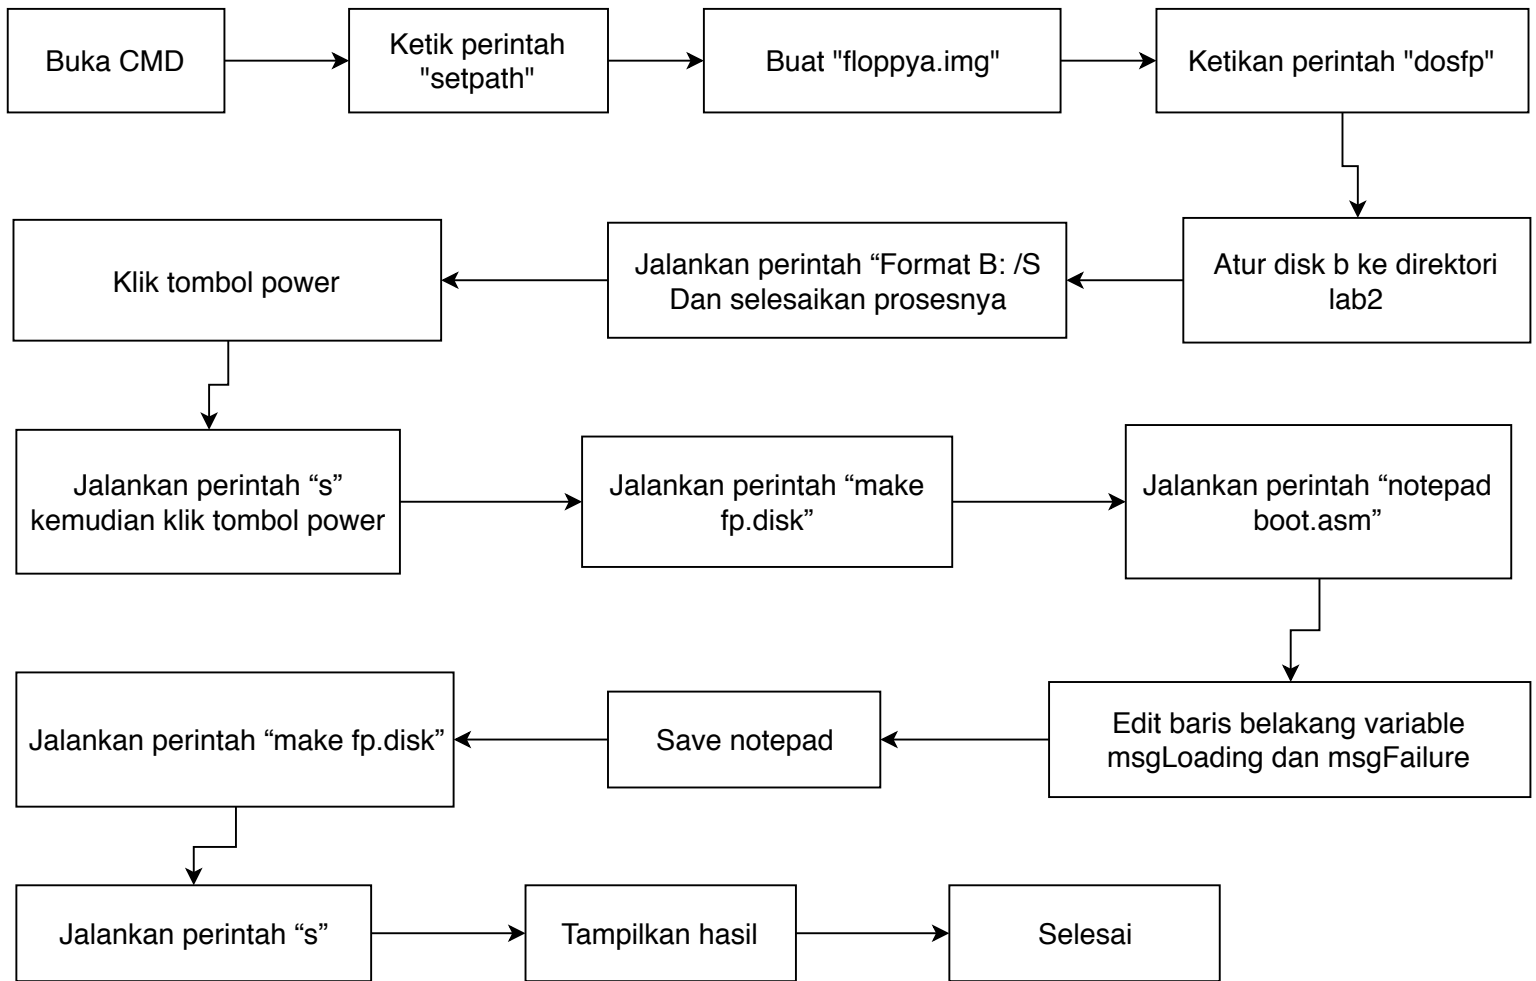 Buka CMD
Ketik perintah
"setpath"
Buat "floppya.img"
Ketikan perintah "dosfp"
Atur disk b ke direktori
lab2
Jalankan perintah “Format B: /S
Dan selesaikan prosesnya
Klik tombol power
Jalankan perintah “s”
kemudian klik tombol power
Jalankan perintah “make
fp.disk”
Jalankan perintah “notepad
boot.asm”
Edit baris belakang variable
msgLoading dan msgFailure
Save notepad
Jalankan perintah “make fp.disk”
Jalankan perintah “s”
Tampilkan hasil
Selesai